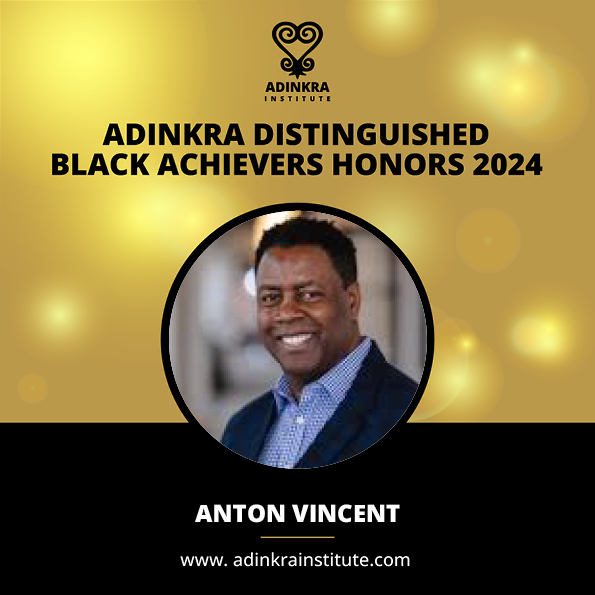 ADINKRA
INSTITUTE
ADINKRA DISTINGUISHED
BLACK ACHIEVERS HONORS 2024
ANTON VINCENT
www. adinkrainstitute.com